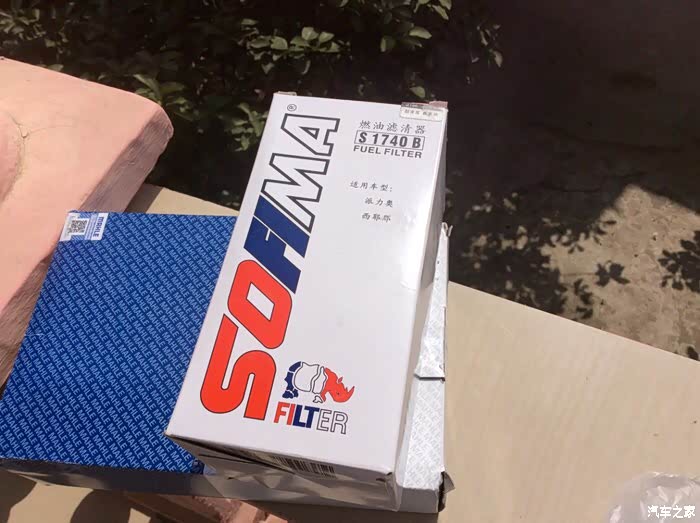 燃油滤清器
S 1740 B
FUEL FILTER
适用车型:
派力奥
西耶那
SOFIMA®
FILTER
MAHLE
汽车之家